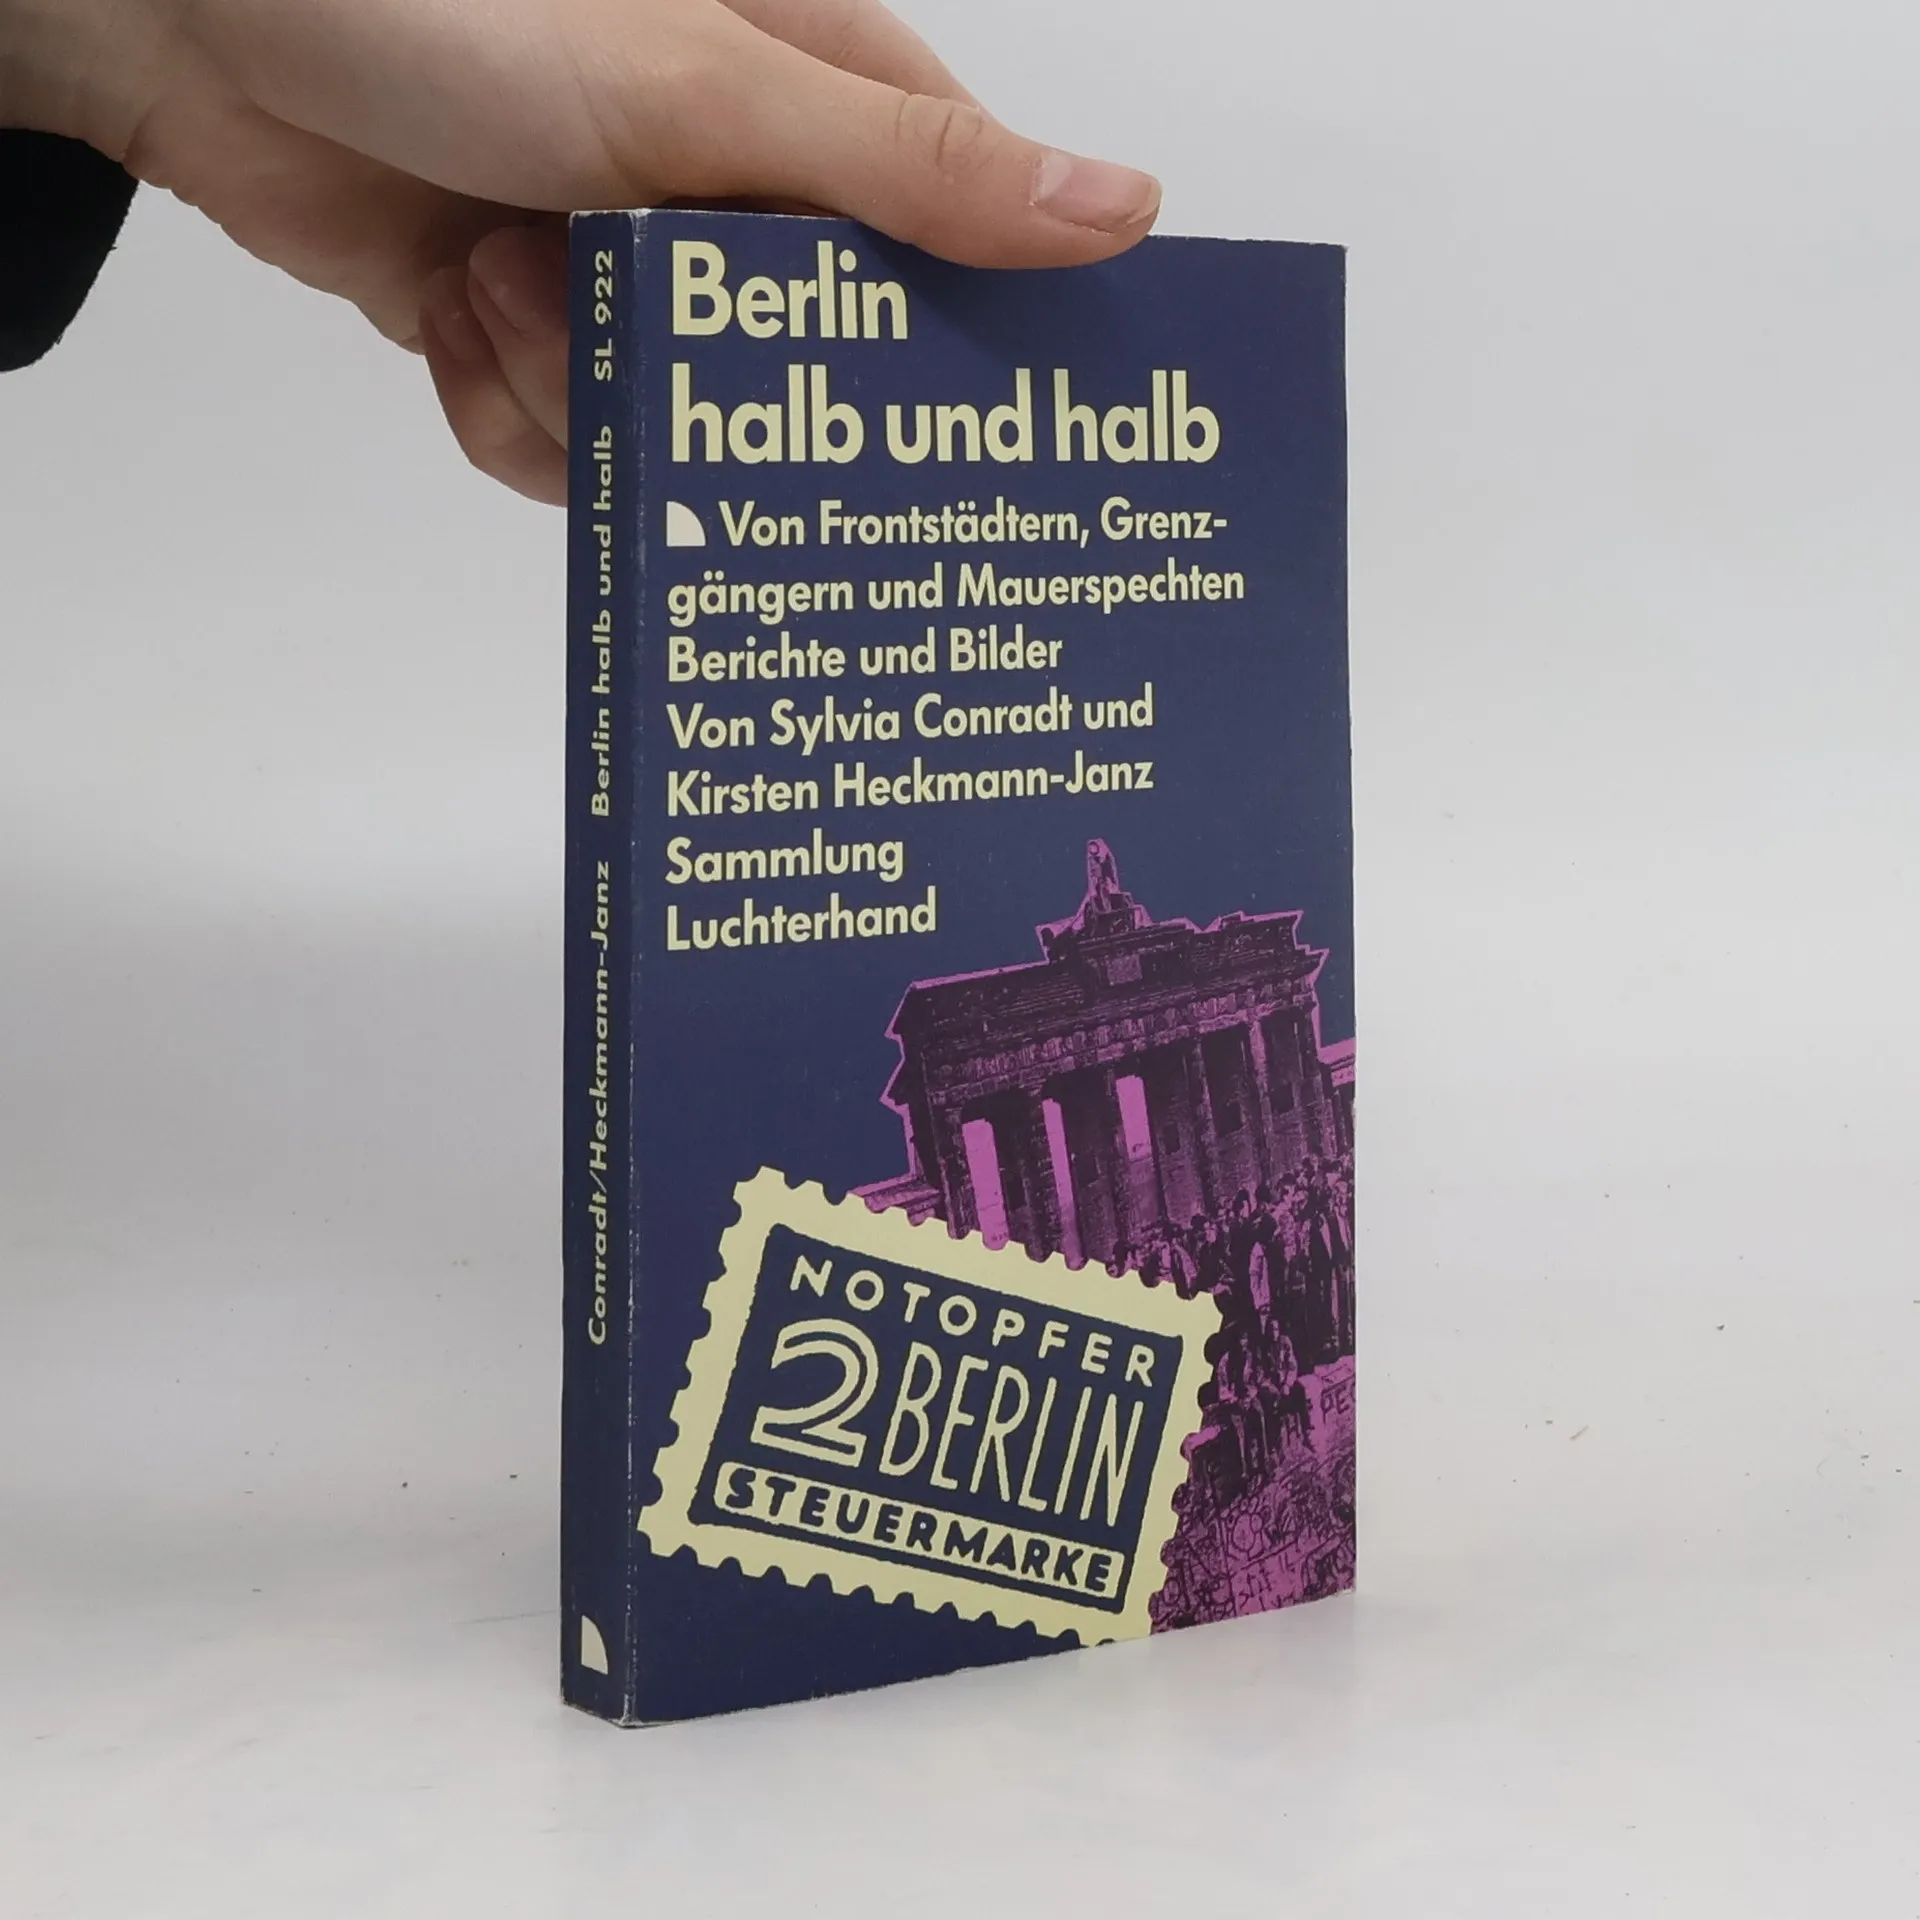 Berlin
halb und halb
Von Frontstädtern, Grenz-
gängern und Mauerspechten
Berichte und Bilder
Von Sylvia Conradt und
Kirsten Heckmann-Janz
Sammlung
Luchterhand
NOTOPFER
2 BERLIN
STEUERMARKE
Conradt/Heckmann-Janz Berlin halb und halb SL 922